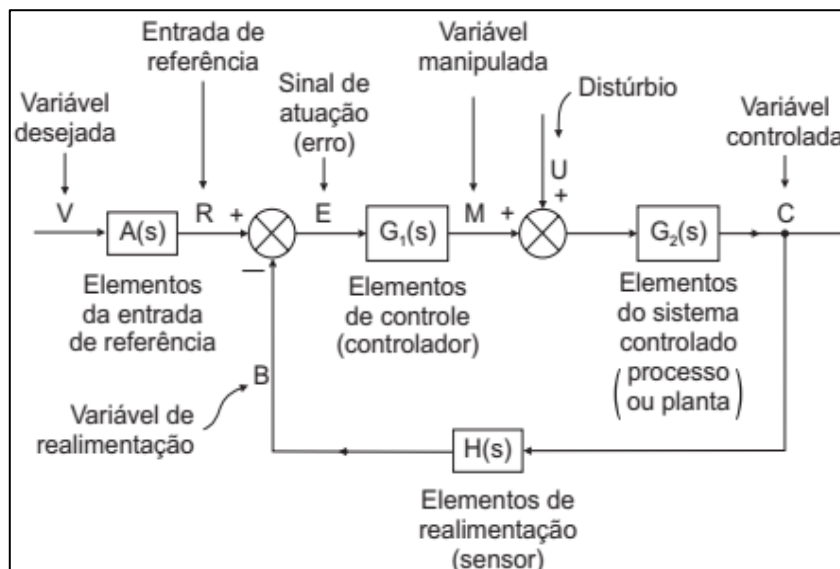 Entrada de
referência
Variável
manipulada
Sinal de
atuação
(erro)
Distúrbio
Variável
desejada
Variável
controlada
V
A(s)
R
+
E
G₁(s)
M
+
U
+
G₂(s)
C
—
Elementos
da entrada
de referência
Elementos
de controle
(controlador)
Elementos
do sistema
controlado
(processo
ou planta)
B
Variável de
realimentação
H(s)
Elementos de
realimentação
(sensor)